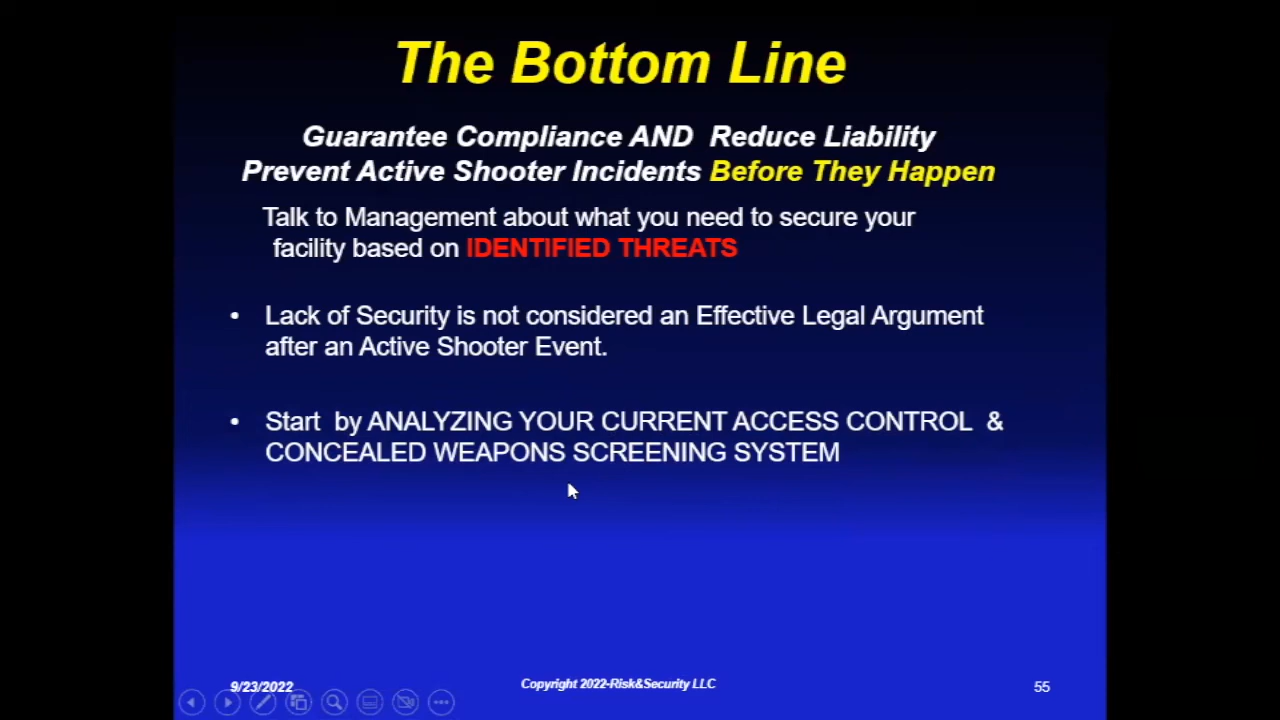 The Bottom Line
Guarantee Compliance AND Reduce Liability
Prevent Active Shooter Incidents Before They Happen
Talk to Management about what you need to secure your
facility based on IDENTIFIED THREATS
• Lack of Security is not considered an Effective Legal Argument
after an Active Shooter Event.
• Start by ANALYZING YOUR CURRENT ACCESS CONTROL &
CONCEALED WEAPONS SCREENING SYSTEM
9/23/2022
Copyright 2022-Risk&Security LLC
55